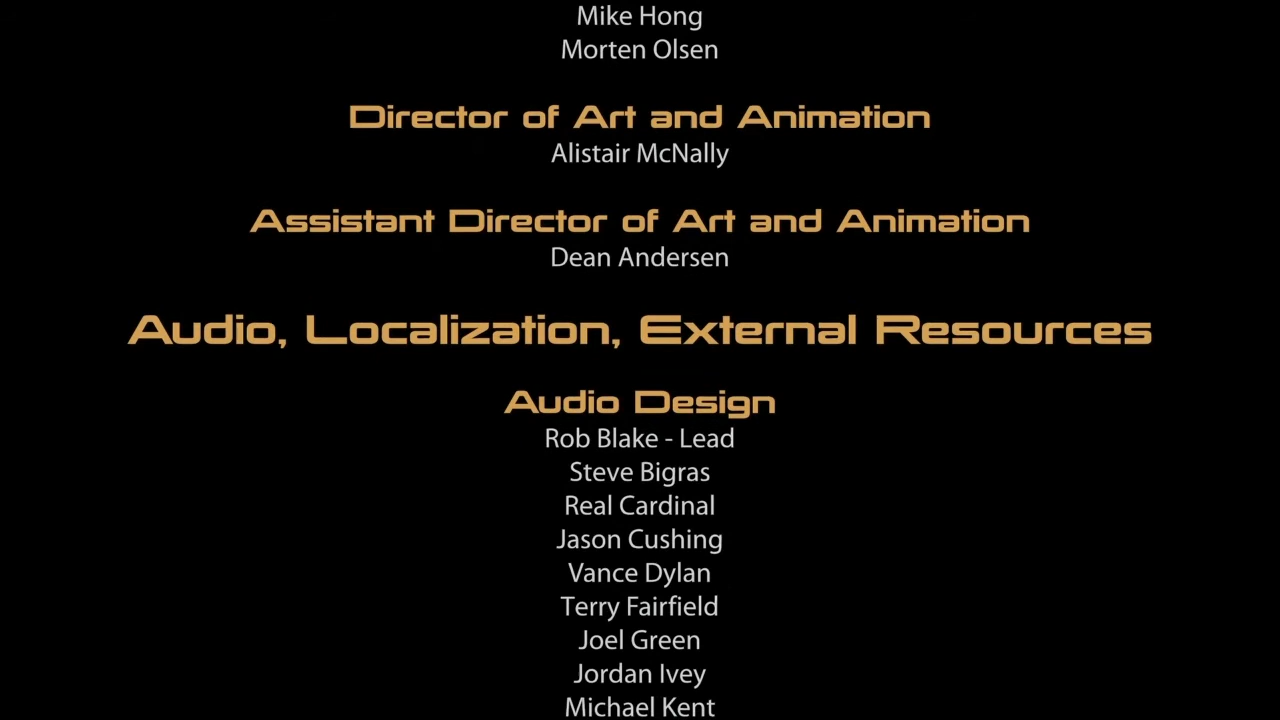 Mike Hong
Morten Olsen
Director of Art and Animation
Alistair McNally
Assistant Director of Art and Animation
Dean Andersen
Audio, Localization, External Resources
Audio Design
Rob Blake - Lead
Steve Bigras
Real Cardinal
Jason Cushing
Vance Dylan
Terry Fairfield
Joel Green
Jordan Ivey
Michael Kent